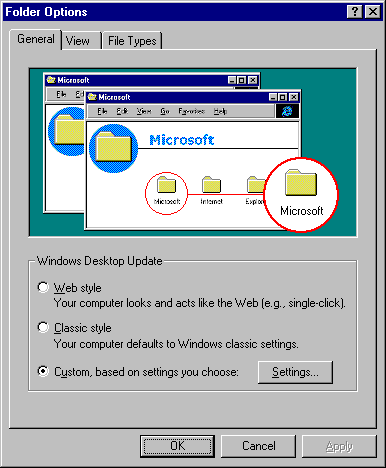 Folder Options
General View File Types
Microsoft
File Edit
Microsoft
File Edit View Go Favorites Help
Microsoft
Microsoft Internet Explor
Microsoft
Windows Desktop Update
Web style
Your computer looks and acts like the Web (e.g., single-click).
Classic style
Your computer defaults to Windows classic settings.
Custom, based on settings you choose: Settings...
OK Cancel Apply